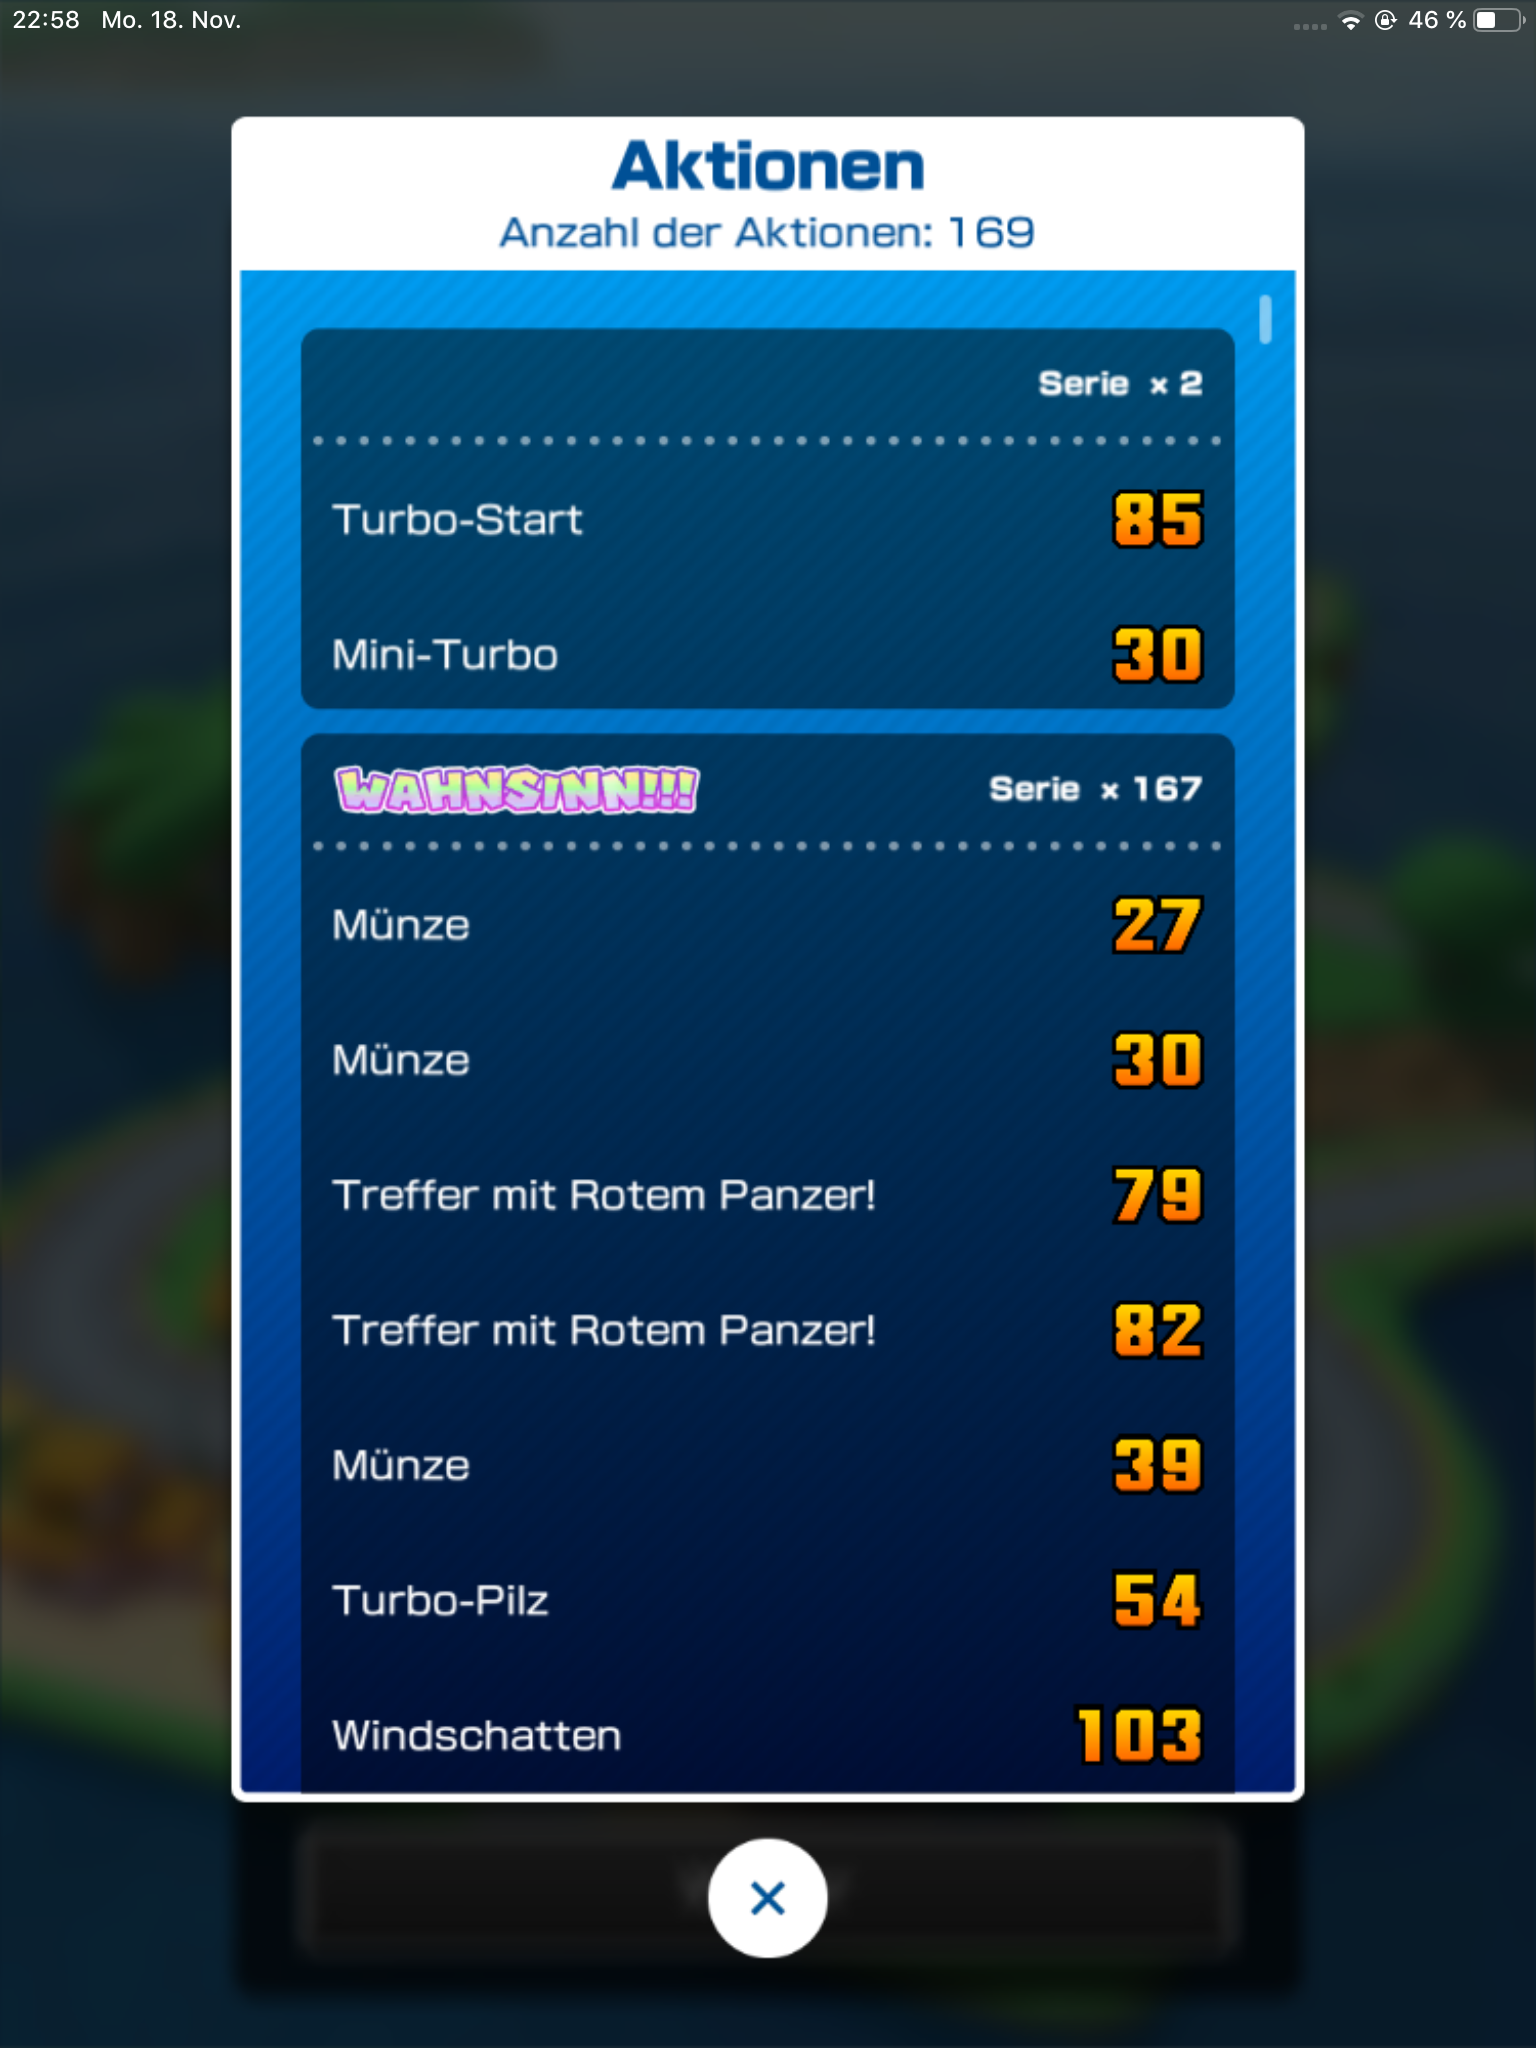 22:58 Mo. 18. Nov. 46 %
Aktionen
Anzahl der Aktionen: 169
Serie × 2
Turbo-Start 85
Mini-Turbo 30
WAHNSINN!!! Serie × 167
Münze 27
Münze 30
Treffer mit Rotem Panzer! 79
Treffer mit Rotem Panzer! 82
Münze 39
Turbo-Pilz 54
Windschatten 103